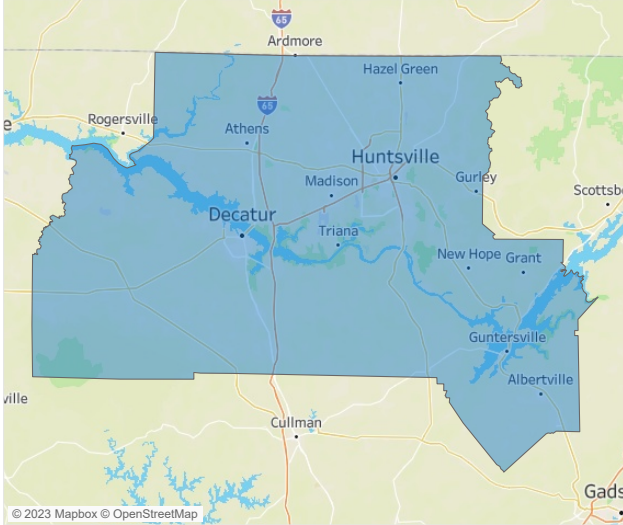 65
Ardmore
Hazel Green
65
Rogersville
e
Athens
Huntsville
Madison
Gurley
Scottsb
Decatur
Triana
New Hope
Grant
Guntersville
Albertville
ville
Cullman
Gads
© 2023 Mapbox © OpenStreetMap